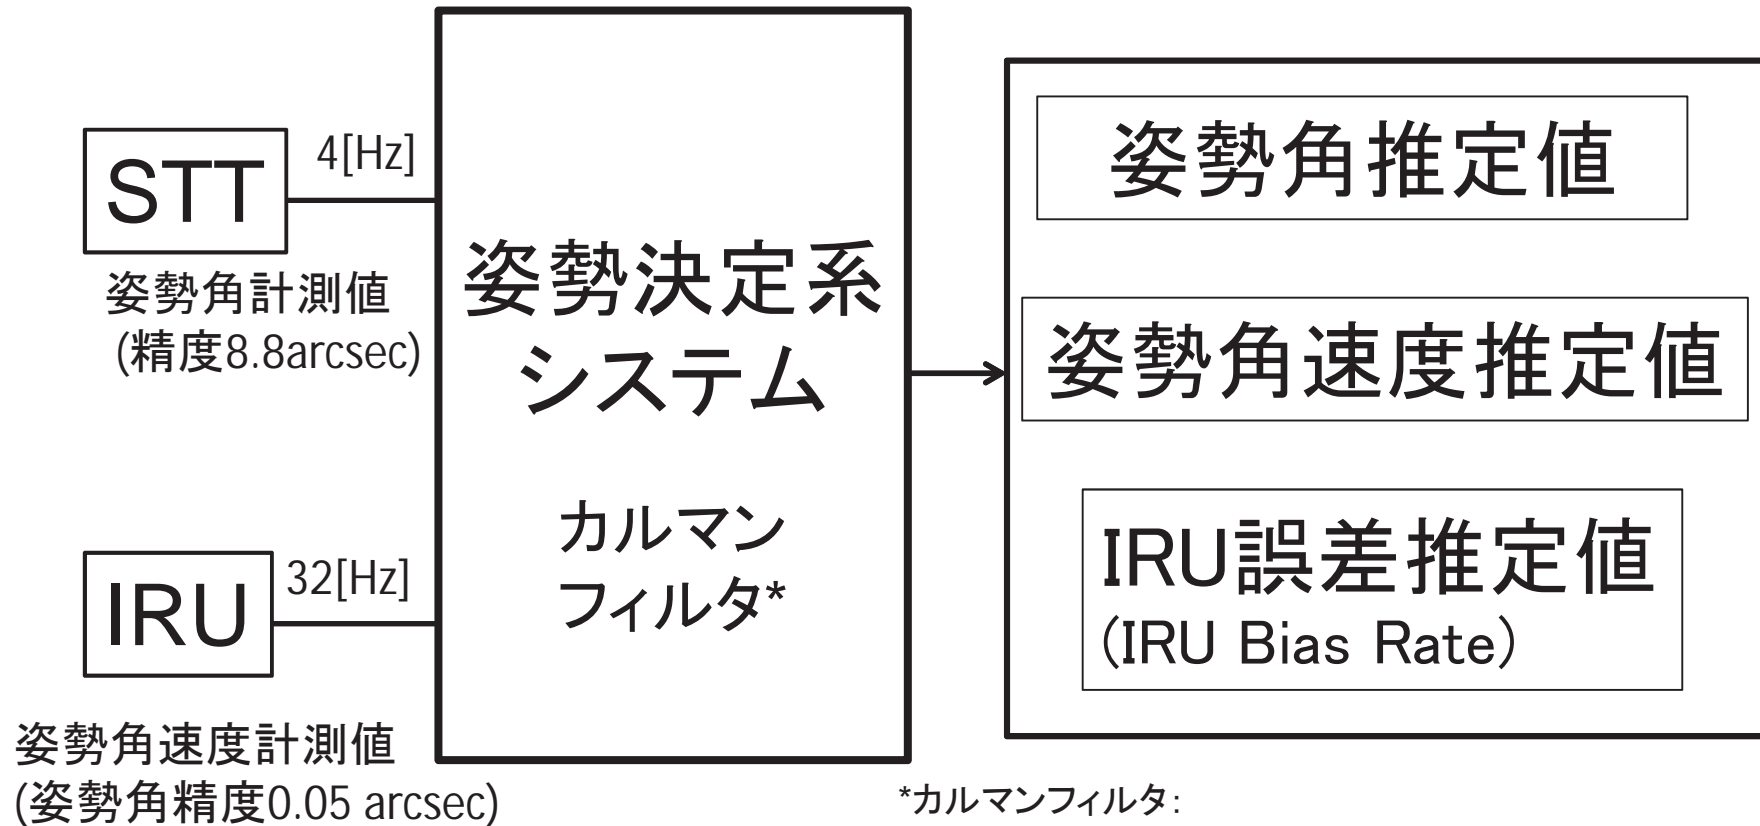 STT
4[Hz]
姿勢角計測値
(精度8.8arcsec)
IRU
32[Hz]
姿勢角速度計測値
(姿勢角精度0.05 arcsec)
姿勢決定系
システム
カルマン
フィルタ*
姿勢角推定値
姿勢角速度推定値
IRU誤差推定値
(IRU Bias Rate)
*カルマンフィルタ: